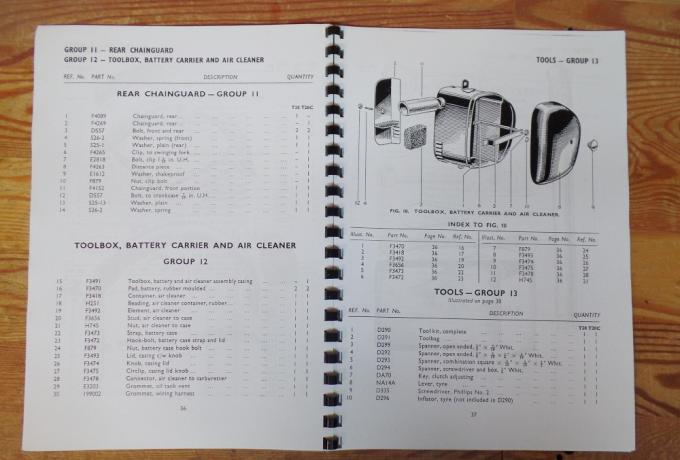 GROUP 11 — REAR CHAINGUARD
GROUP 12 — TOOLBOX, BATTERY CARRIER AND AIR CLEANER
REF. No. PART No. DESCRIPTION QUANTITY
REAR CHAINGUARD — GROUP 11
T20 T20C
1 F4089 Chainguard, rear 1 –
2 F4269 Chainguard, rear – 1
3 D557 Bolt, front and rear 2 2
4 S26-2 Washer, spring (front) 1 1
5 S25-1 Washer, plain (rear) 1 1
6 F4265 Clip, to swinging fork – 1
7 E2818 Bolt, clip U.H. – 1
8 F4263 Distance piece – 1
9 E1612 Washer, shakeproof – 1
10 F879 Nut, clip bolt – 1
11 F4152 Chainguard, front portion 1 1
12 D557 Bolt, to crankcase U.H. 1 1
13 S25-13 Washer, plain 1 1
14 S26-2 Washer, spring 1 1
TOOLBOX, BATTERY CARRIER AND AIR CLEANER
GROUP 12
15 F3491 Toolbox, battery and air cleaner assembly casing – 1
16 F3470 Pad, battery, rubber moulded 2 2
17 F3418 Container, air cleaner 1 1
18 H251 Beading, air cleaner container, rubber 1 1
19 F3492 Element, air cleaner 1 1
20 F3656 Stud, air cleaner to case 1 1
21 H745 Nut, air cleaner to case 1 1
22 F3473 Strap, battery case 1 1
23 F3472 Hook-bolt, battery case strap and lid 1 1
24 F879 Nut, battery case hook bolt 1 1
25 F3493 Lid, casing c/w knob 1 1
26 F3474 Knob, casing lid 1 1
27 F3475 Circlip, casing lid knob 1 1
28 F3478 Connector, air cleaner to carburetter 1 1
29 E3203 Grommet, oil tank vent 1 1
30 199002 Grommet, wiring harness 1 1
36
TOOLS — GROUP 13
FIG. 10. TOOLBOX, BATTERY CARRIER AND AIR CLEANER.
INDEX TO FIG. 10
Illust. No. Part No. Page No. Ref. No. Illust. No. Part No. Page No. Ref. No.
1 F3470 36 16 7 F879 36 24
2 F3418 36 17 8 F3493 36 25
3 F3492 36 19 9 F3474 36 26
4 F3656 36 20 10 F3475 36 27
5 F3473 36 22 11 F3478 36 28
6 F3472 36 23 12 H745 36 21
TOOLS — GROUP 13
Illustrated on page 38
REF. No. PART No. DESCRIPTION QUANTITY
T20 T20C
1 D290 Toolkit, complete 1 1
2 D291 Toolbag 1 1
3 D299 Spanner, open ended, Whit. 1 1
4 D292 Spanner, open ended, Whit. 1 1
5 D293 Spanner, combination square Whit. 1 1
6 D294 Spanner, screwdriver and box, Whit. 1 1
7 DA70 Key, clutch adjusting 1 1
8 NA14A Lever, tyre 1 1
9 D335 Screwdriver, Phillips No. 2 1 1
10 D296 Inflator, tyre (not included in D290) 1 1
37